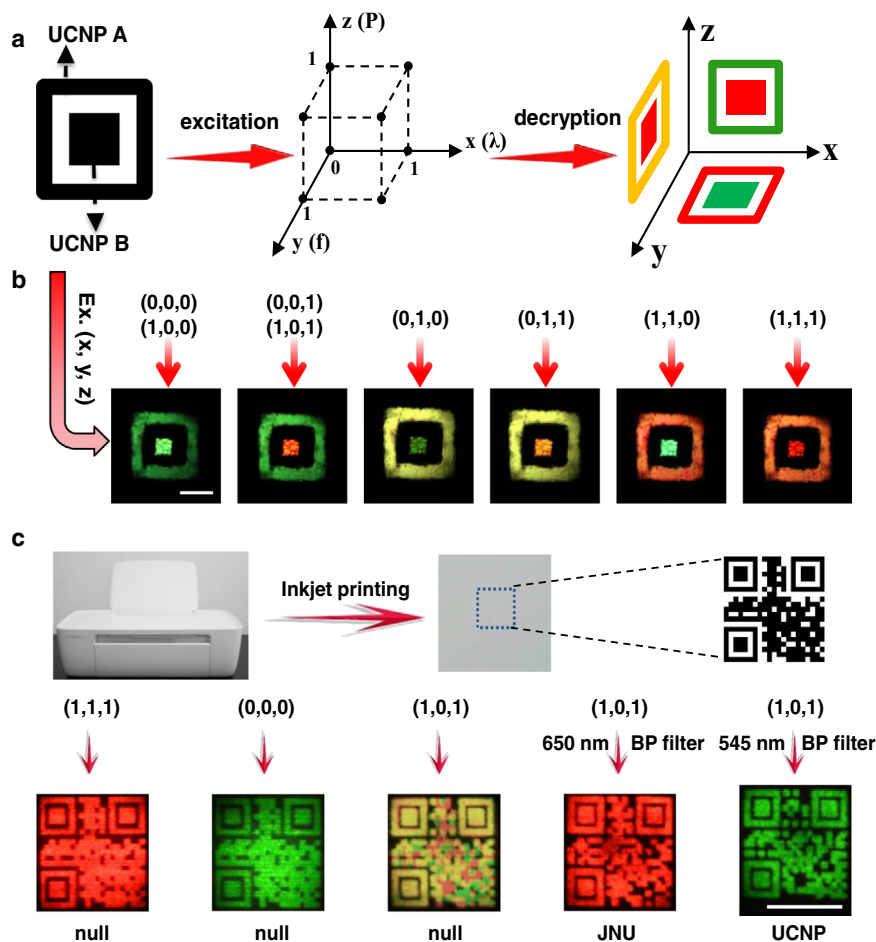 a
UCNP A
UCNP B
excitation
z (P)
1
x (λ)
0
1
1
y (f)
decryption
z
x
y
b
Ex. (x, y, z)
(0,0,0)
(1,0,0)
(0,0,1)
(1,0,1)
(0,1,0)
(0,1,1)
(1,1,0)
(1,1,1)
c
Inkjet printing
(1,1,1)
(0,0,0)
(1,0,1)
(1,0,1)
(1,0,1)
650 nm BP filter
545 nm BP filter
null
null
null
JNU
UCNP